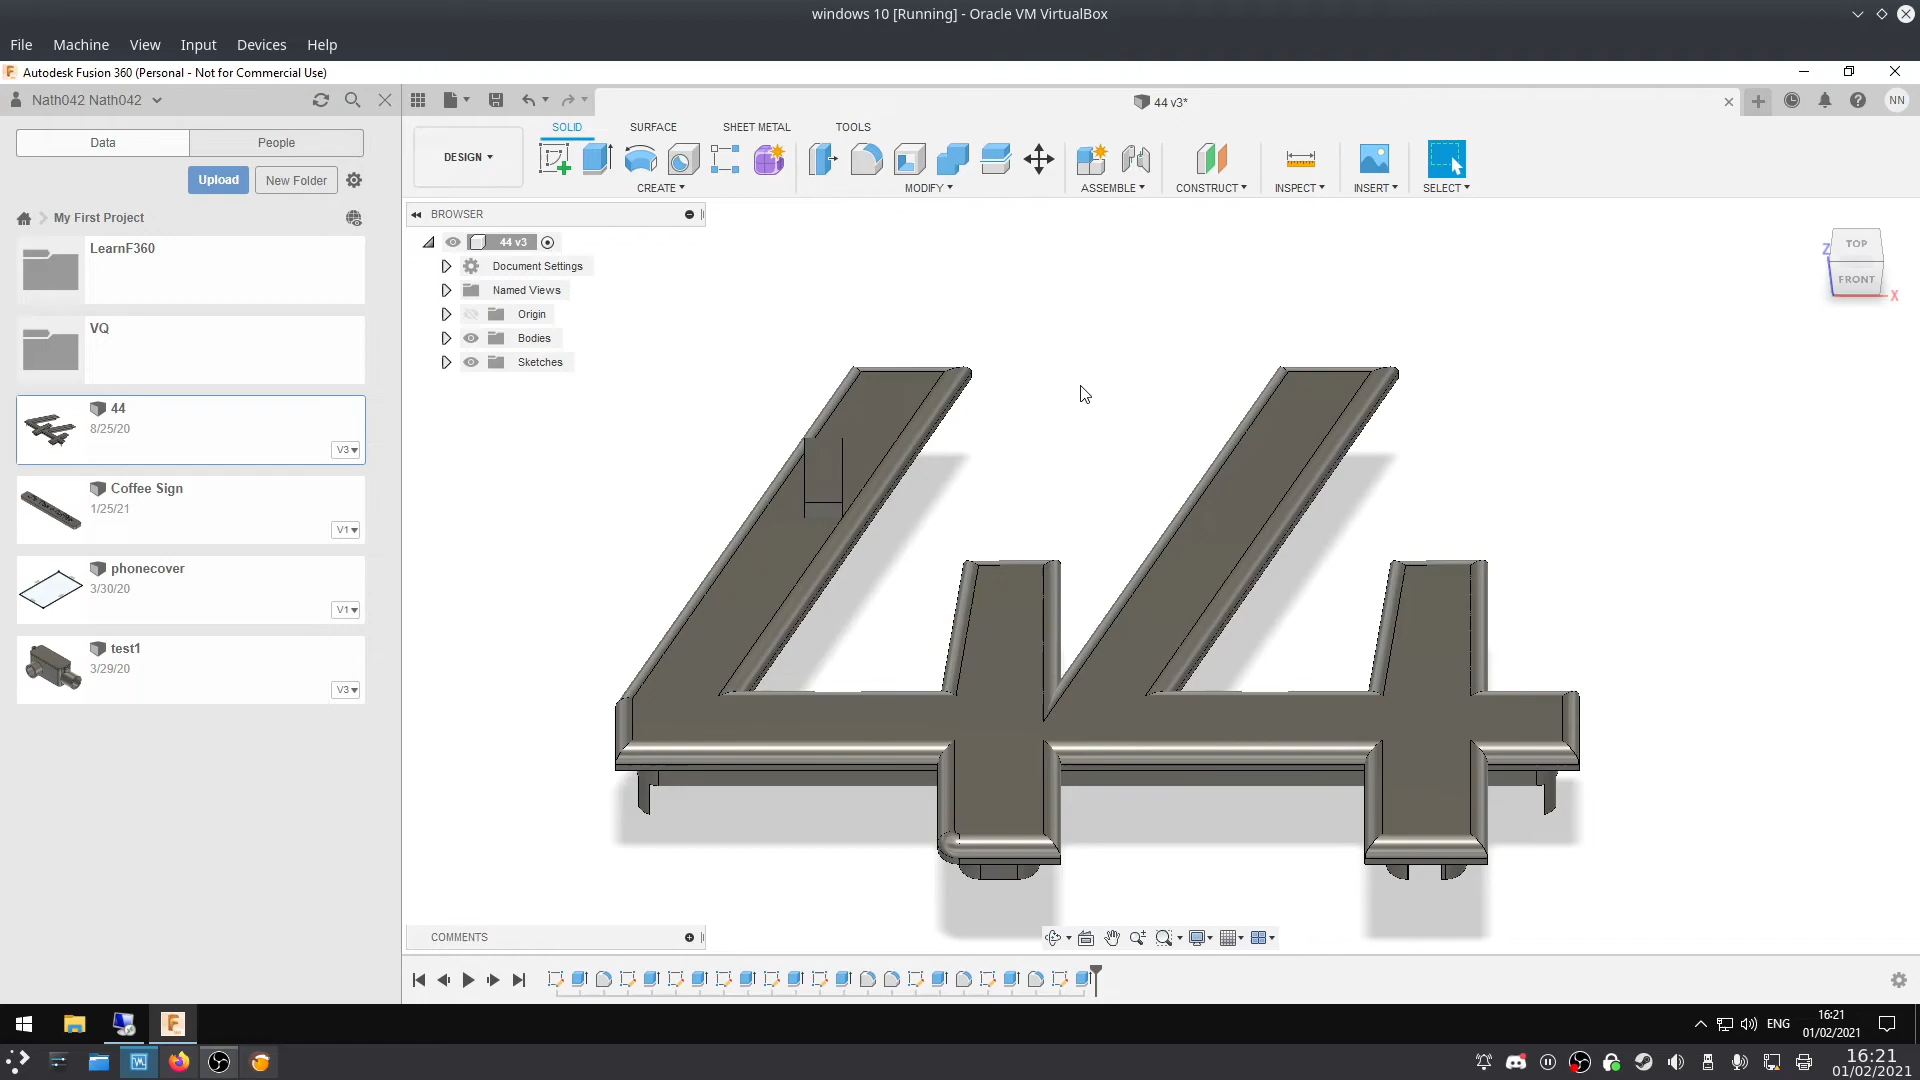 windows 10 [Running] - Oracle VM VirtualBox
File Machine View Input Devices Help
Autodesk Fusion 360 (Personal - Not for Commercial Use)
Nath042 Nath042
44 v3*
NN
Data People
Upload New Folder
My First Project
LearnF360
VQ
44
8/25/20
V3
Coffee Sign
1/25/21
V1
phonecover
3/30/20
V1
test1
3/29/20
V3
DESIGN
SOLID SURFACE SHEET METAL TOOLS
CREATE MODIFY ASSEMBLE CONSTRUCT INSPECT INSERT SELECT
BROWSER
44 v3
Document Settings
Named Views
Origin
Bodies
Sketches
TOP
FRONT
Z
X
COMMENTS
ENG
16:21
01/02/2021
16:21
01/02/2021